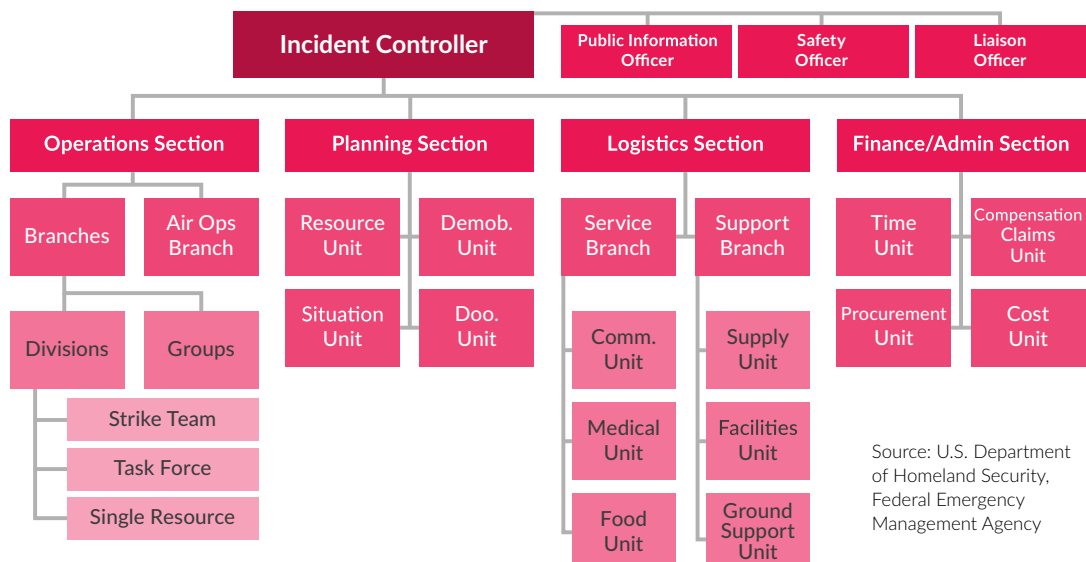 Incident Controller
Public Information
Officer
Safety
Officer
Liaison
Officer
Operations Section
Planning Section
Logistics Section
Finance/Admin Section
Branches
Air Ops
Branch
Resource
Unit
Demob.
Unit
Service
Branch
Support
Branch
Time
Unit
Compensation
Claims
Unit
Divisions
Groups
Situation
Unit
Doo.
Unit
Comm.
Unit
Supply
Unit
Procurement
Unit
Cost
Unit
Strike Team
Task Force
Single Resource
Medical
Unit
Facilities
Unit
Food
Unit
Ground
Support
Unit
Source: U.S. Department
of Homeland Security,
Federal Emergency
Management Agency